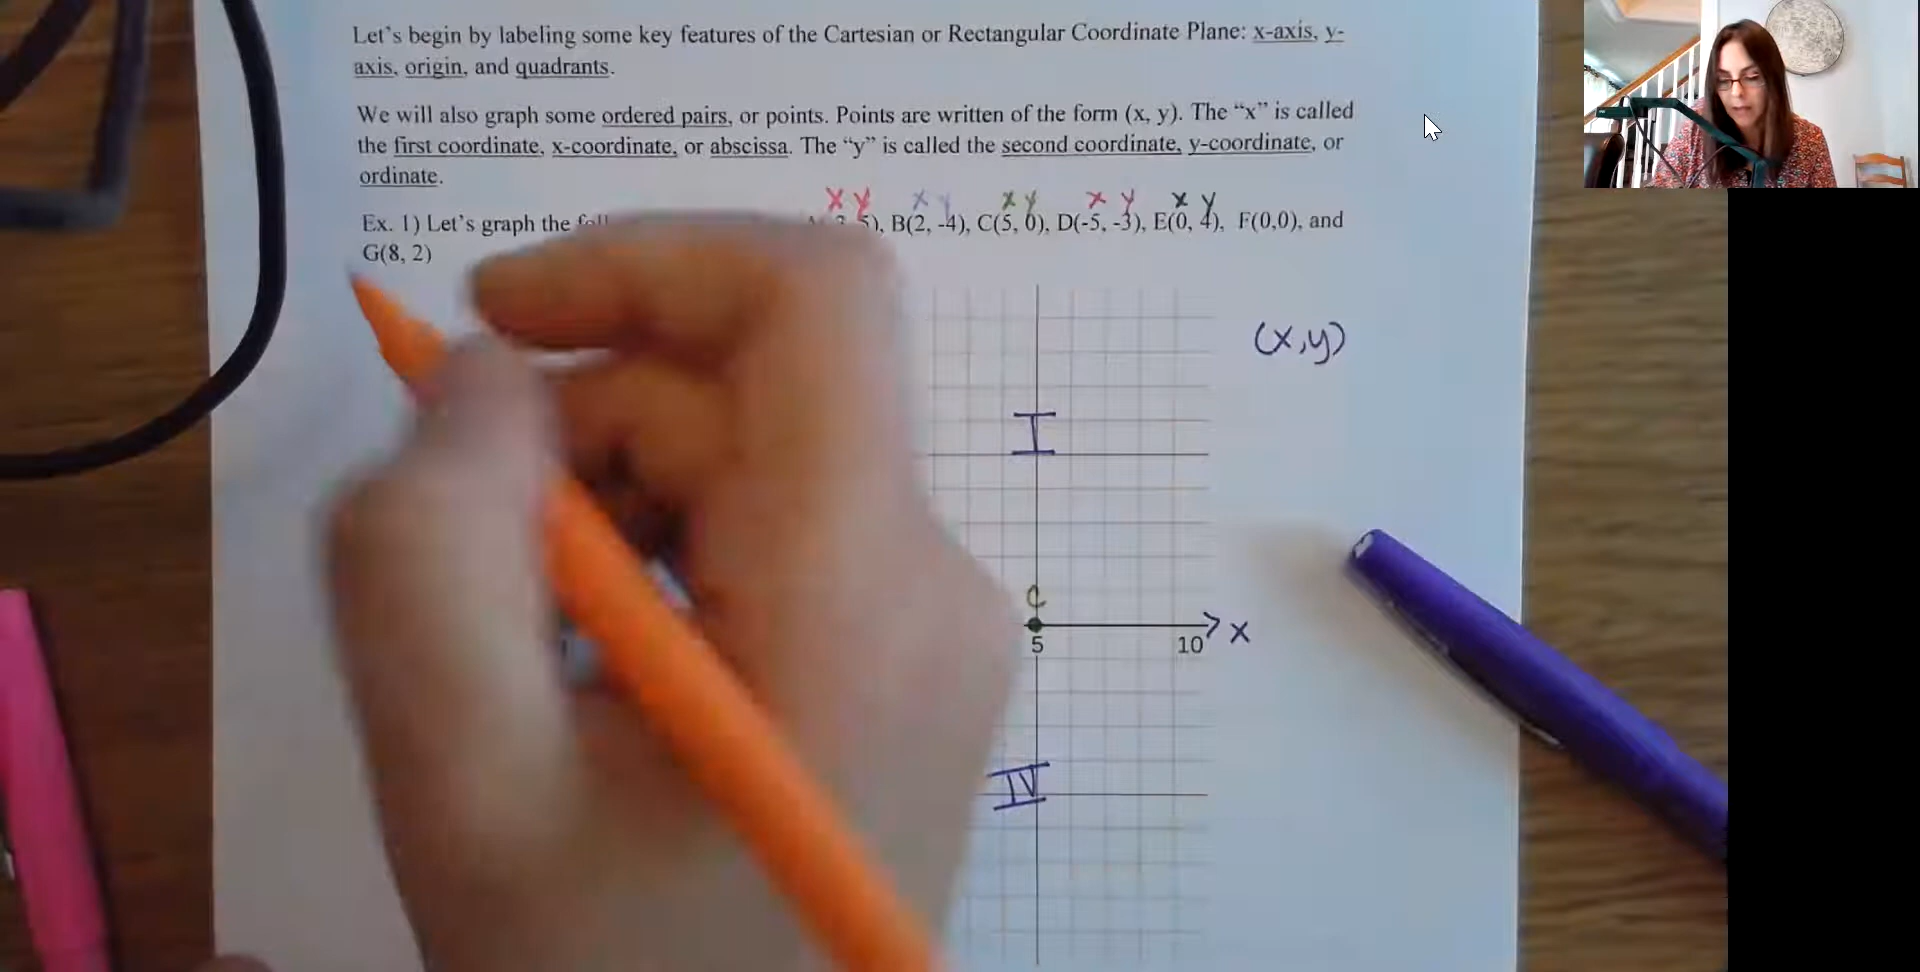 Let's begin by labeling some key features of the Cartesian or Rectangular Coordinate Plane: x-axis, y-
axis, origin, and quadrants.
We will also graph some ordered pairs, or points. Points are written of the form (x, y). The “x” is called
the first coordinate, x-coordinate, or abscissa. The “y” is called the second coordinate, y-coordinate, or
ordinate.
x y x y x y x y x y
Ex. 1) Let's graph the 5), B(2, -4), C(5, 0), D(-5, -3), E(0, 4), F(0,0), and
G(8, 2)
(x,y)
I
C
5 10 x
IV